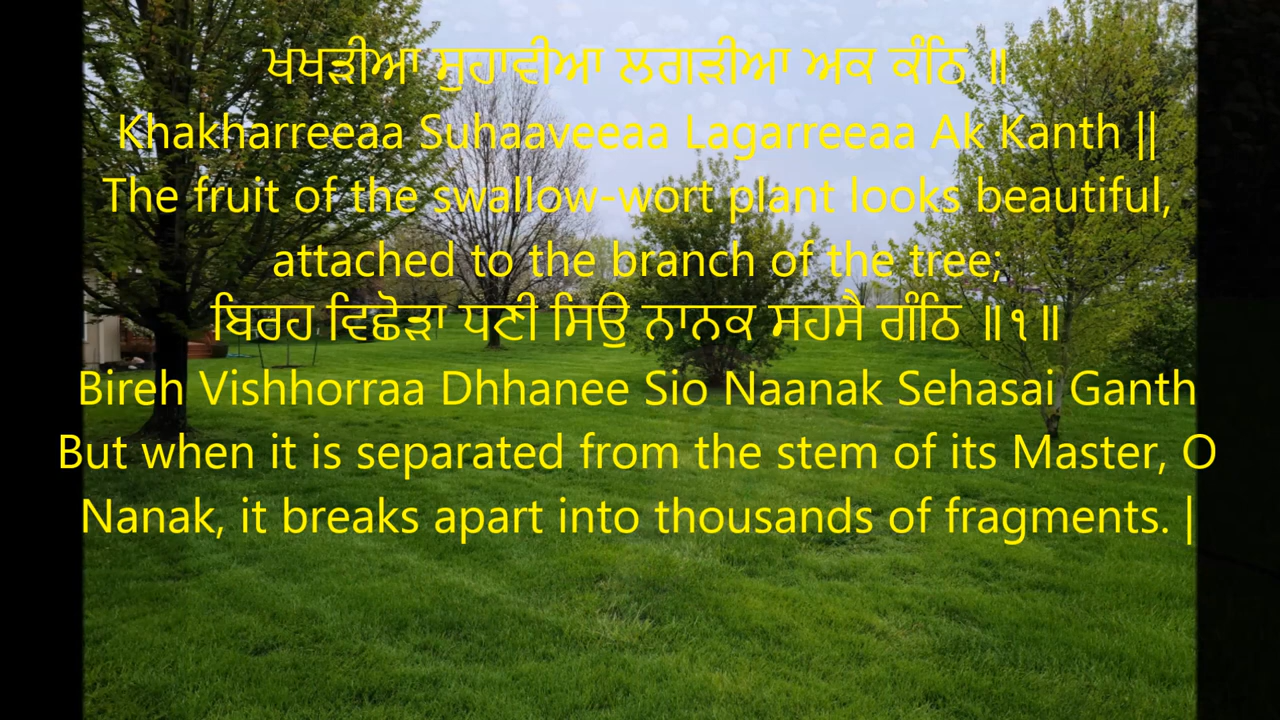 ਖਖੜੀਆ ਸੁਹਾਵੀਆ ਲਗੜੀਆ ਅਕ ਕੰਠਿ ॥
Khakharreeaa Suhaaveeaa Lagarreeaa Ak Kanth ||
The fruit of the swallow-wort plant looks beautiful,
attached to the branch of the tree;
ਬਿਰਹ ਵਿਛੋੜਾ ਧਣੀ ਸਿਉ ਨਾਨਕ ਸਹਸੈ ਗੰਠਿ ॥੧॥
Bireh Vishhorraa Dhhanee Sio Naanak Sehasai Ganth
But when it is separated from the stem of its Master, O
Nanak, it breaks apart into thousands of fragments. |